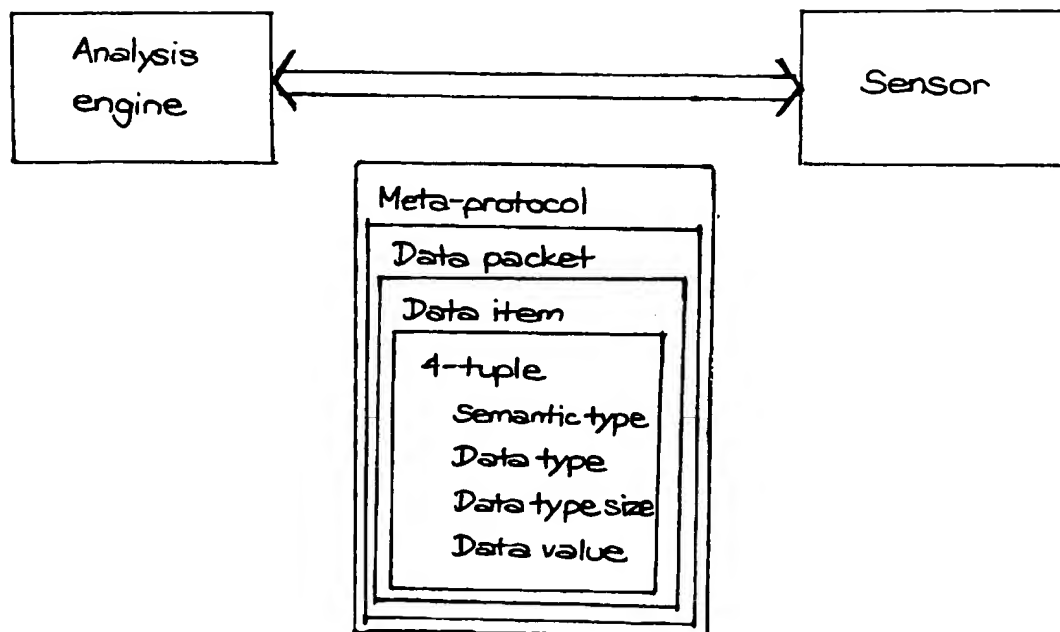 Analysis
engine
Sensor
Meta-protocol
Data packet
Data item
4-tuple
Semantic type
Data type
Data type size
Data value